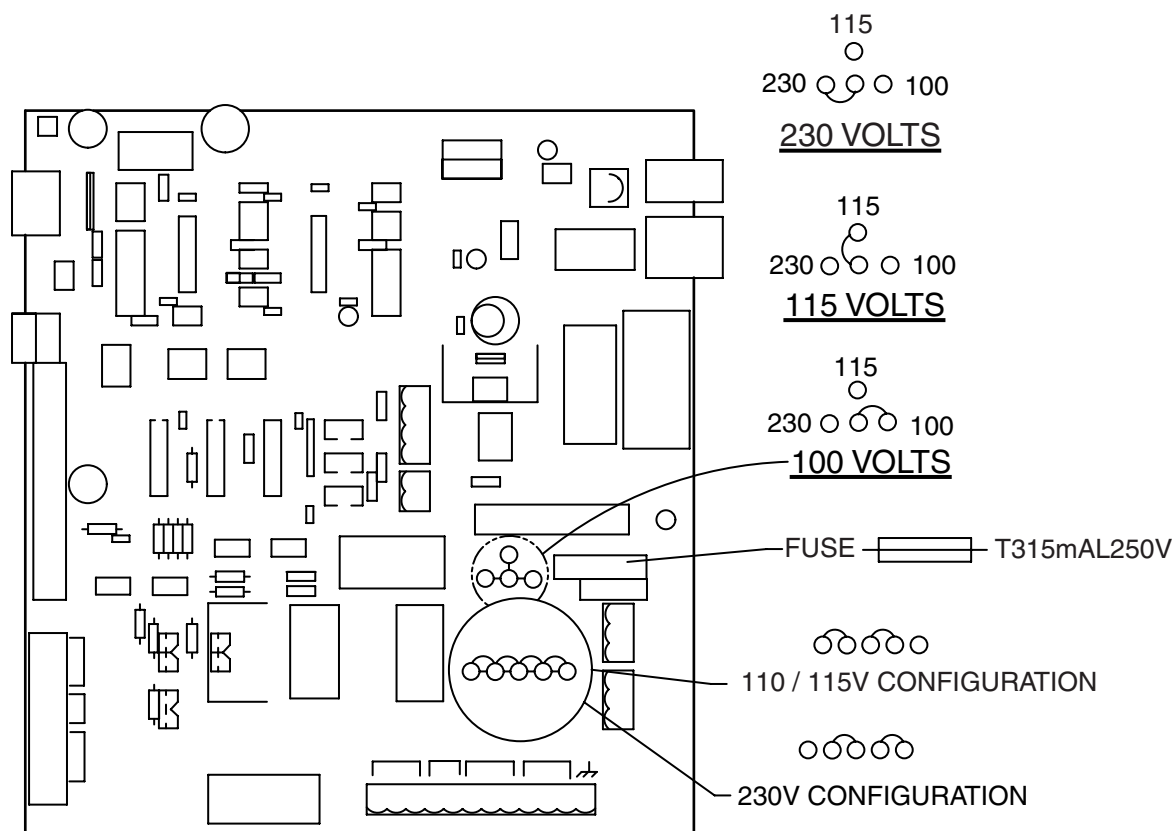 115
230 100
230 VOLTS
115
230 100
115 VOLTS
115
230 100
100 VOLTS
FUSE T315mAL250V
110 / 115V CONFIGURATION
230V CONFIGURATION